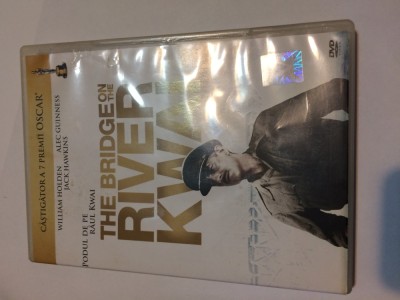 CÂȘTIGĂTOR A 7 PREMII OSCAR
WILLIAM HOLDEN ALEC GUINNESS
JACK HAWKINS
PODUL DE PE
RÂUL KWAI
THE BRIDGE ON
THE
RIVER
KWAI
DVD